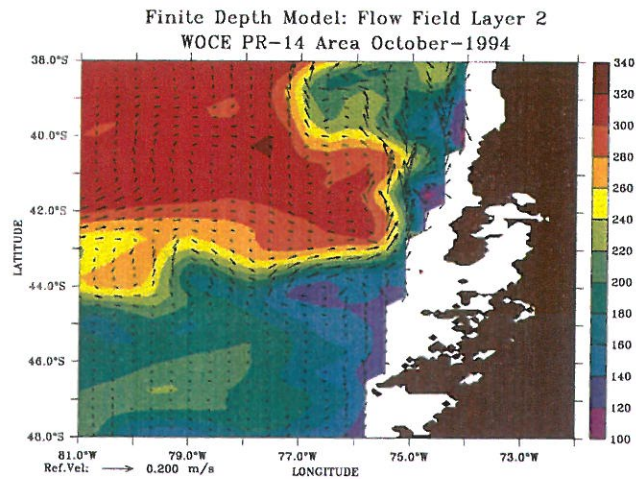 Finite Depth Model: Flow Field Layer 2
WOCE PR-14 Area October-1994
38.0°S
40.0°S
42.0°S
44.0°S
46.0°S
48.0°S
LATITUDE
81.0°W 79.0°W 77.0°W 75.0°W 73.0°W
LONGITUDE
Ref.Vel: 0.200 m/s
340
320
300
280
260
240
220
200
180
160
140
120
100